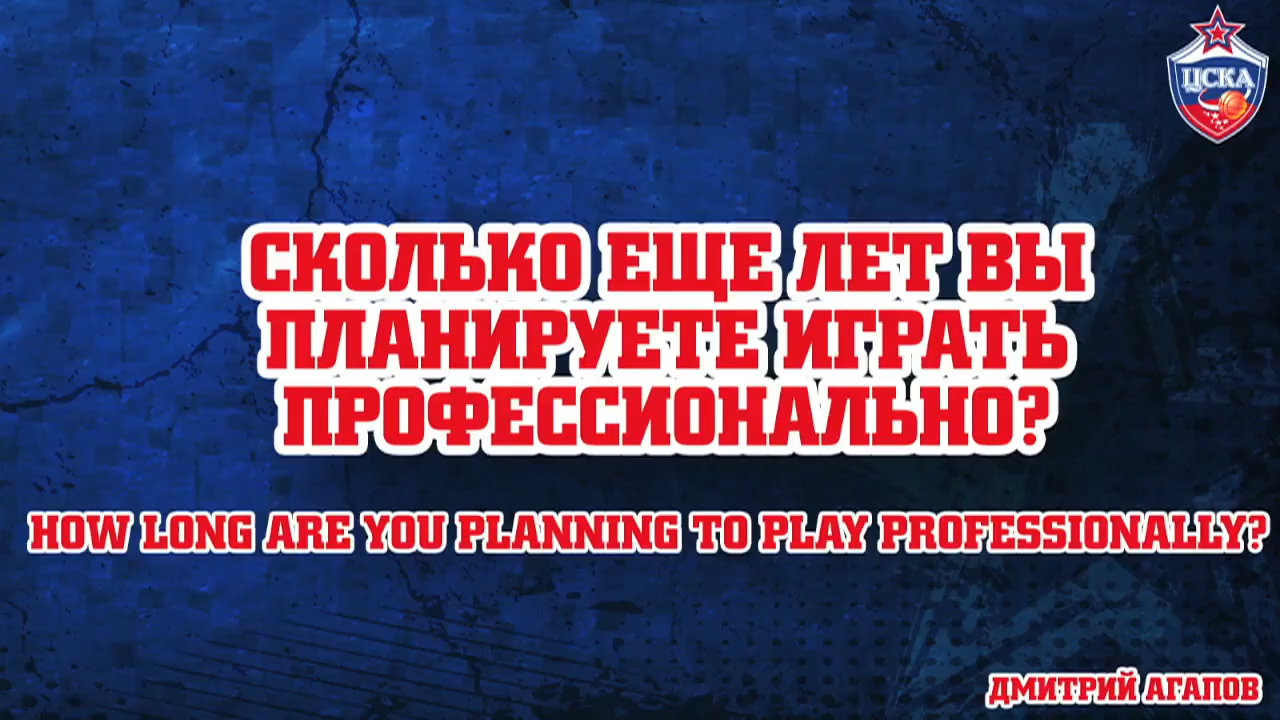 ЦСКА
СКОЛЬКО ЕЩЕ ЛЕТ ВЫ
ПЛАНИРУЕТЕ ИГРАТЬ
ПРОФЕССИОНАЛЬНО?
HOW LONG ARE YOU PLANNING TO PLAY PROFESSIONALLY?
ДМИТРИЙ АГАПОВ